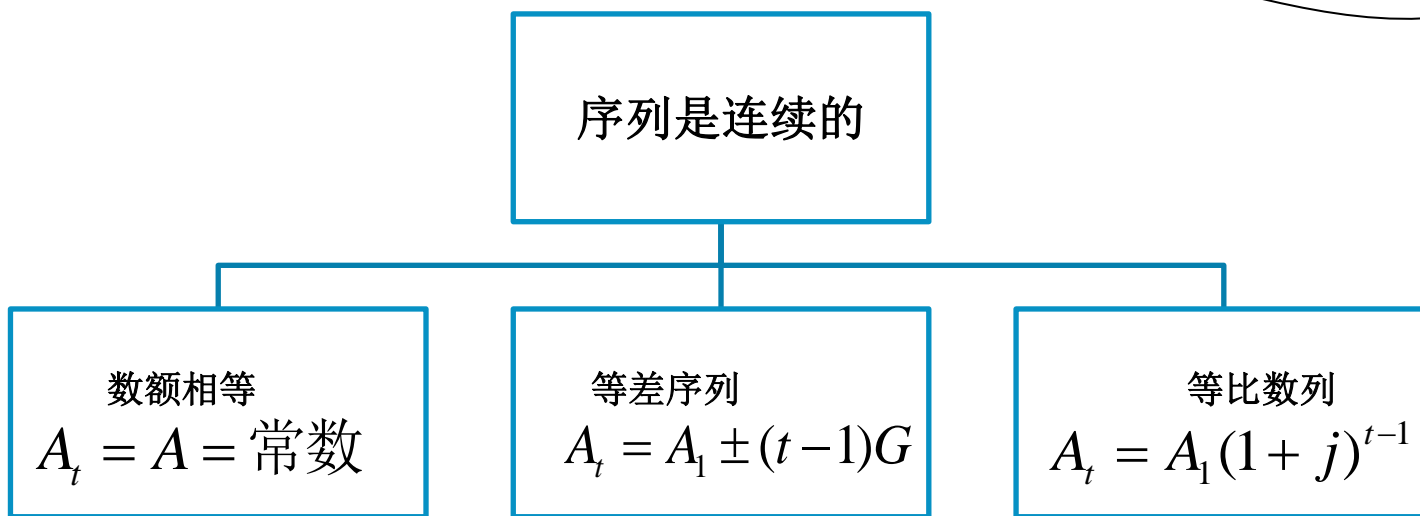 序列是连续的
数额相等
A_t = A = 常数
等差序列
A_t = A_1 ± (t − 1)G
等比数列
A_t = A_1(1 + j)^{t−1}